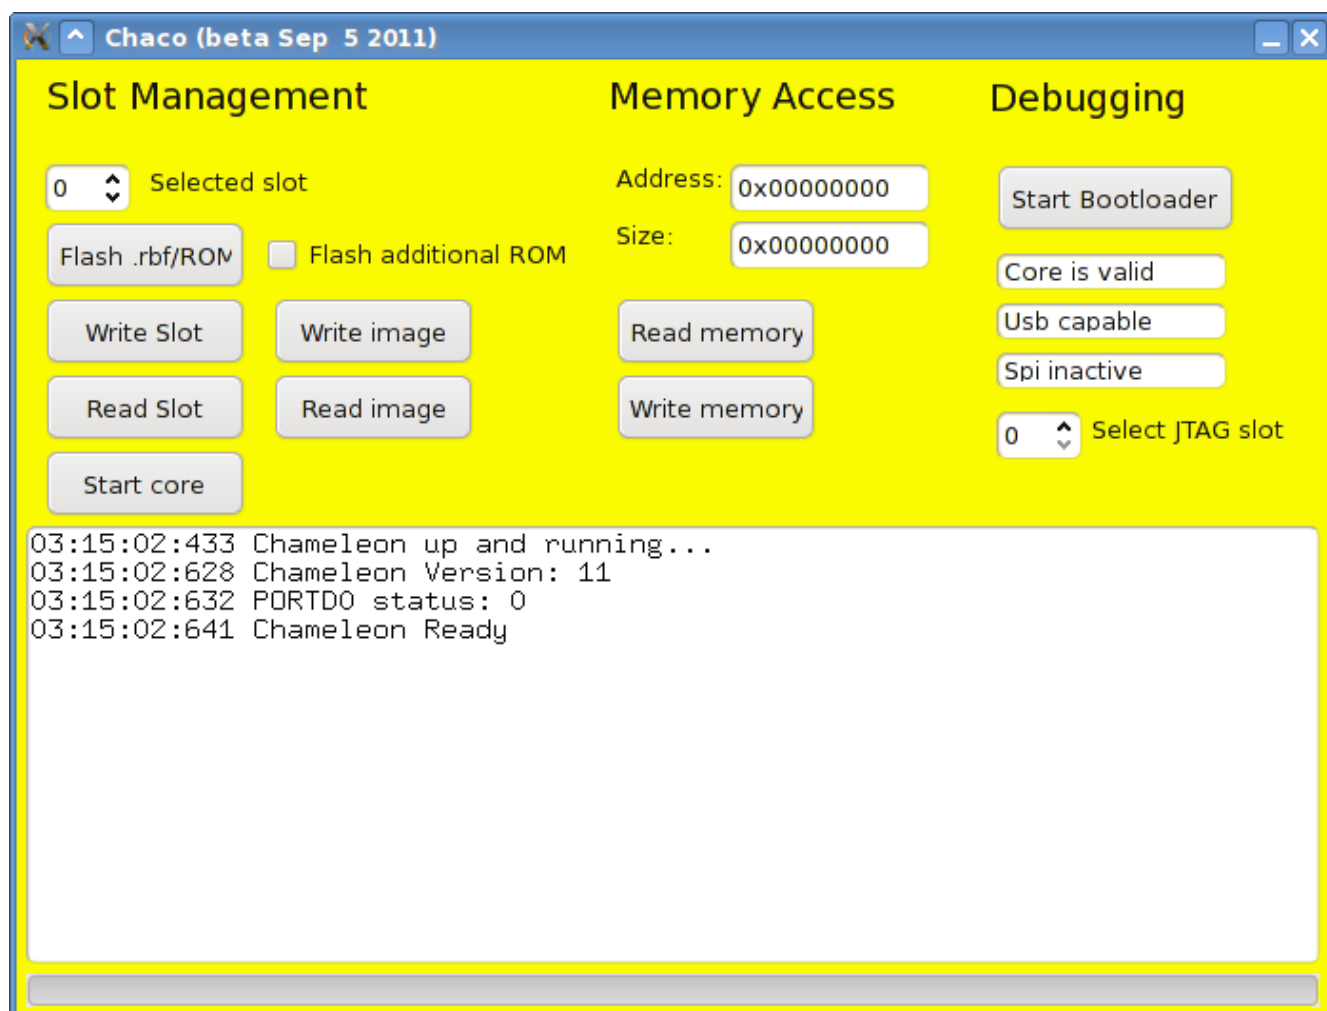 Chaco (beta Sep  5 2011)
Slot Management
Memory Access
Debugging
0
Selected slot
Address:
0x00000000
Start Bootloader
Flash .rbf/ROM
Flash additional ROM
Size:
0x00000000
Core is valid
Write Slot
Write image
Read memory
Usb capable
Spi inactive
Read Slot
Read image
Write memory
0
Select JTAG slot
Start core
03:15:02:433 Chameleon up and running...
03:15:02:628 Chameleon Version: 11
03:15:02:632 PORTDO status: 0
03:15:02:641 Chameleon Ready